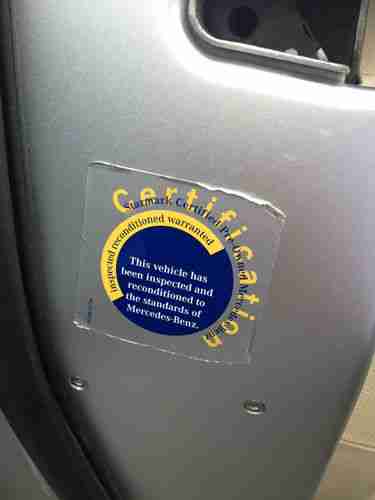 Certification
Starmark Certified Pre-Owned Mercedes-Benz
inspected reconditioned warranted
This vehicle has
been inspected and
reconditioned to
the standards of
Mercedes-Benz.